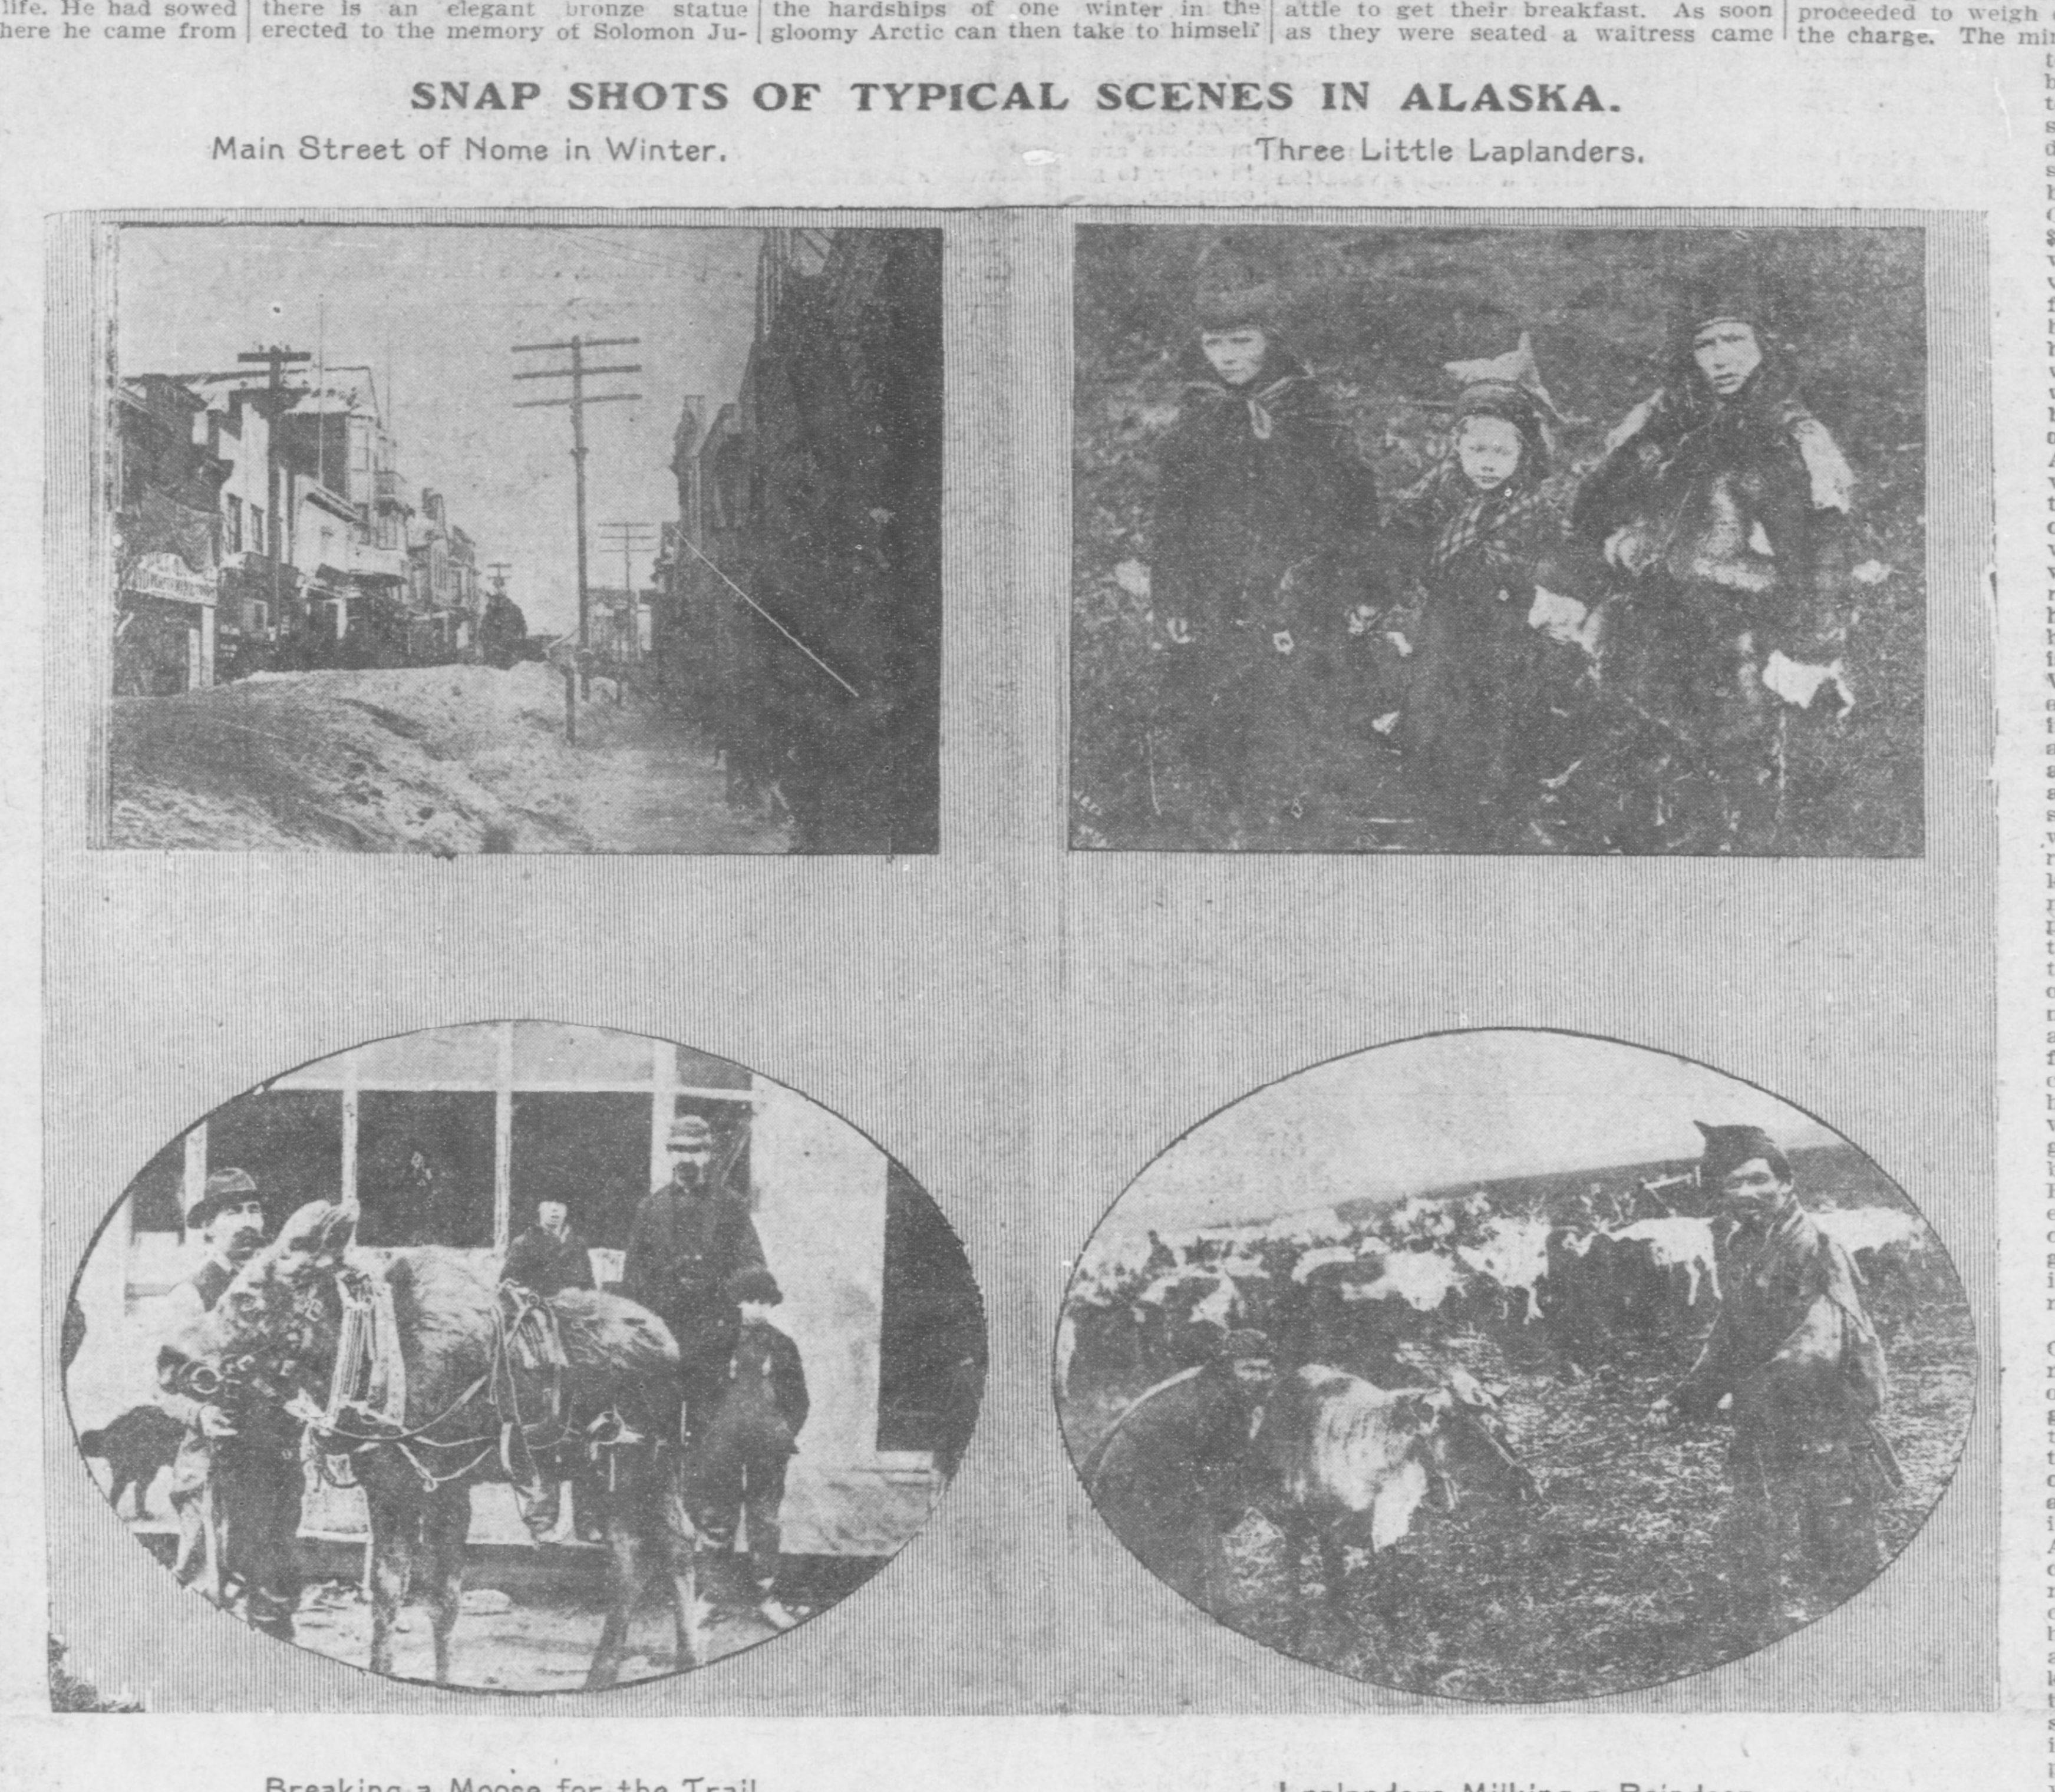 life. He had sowed
here he came from
there is an elegant bronze statue
erected to the memory of Solomon Ju-
the hardships of one winter in the
gloomy Arctic can then take to himself
attle to get their breakfast. As soon
as they were seated a waitress came
proceeded to weigh
the charge. The
SNAP SHOTS OF TYPICAL SCENES IN ALASKA.
Main Street of Nome in Winter.
Three Little Laplanders.
Breaking a Moose for the Trail
Laplanders Milking a Reindeer